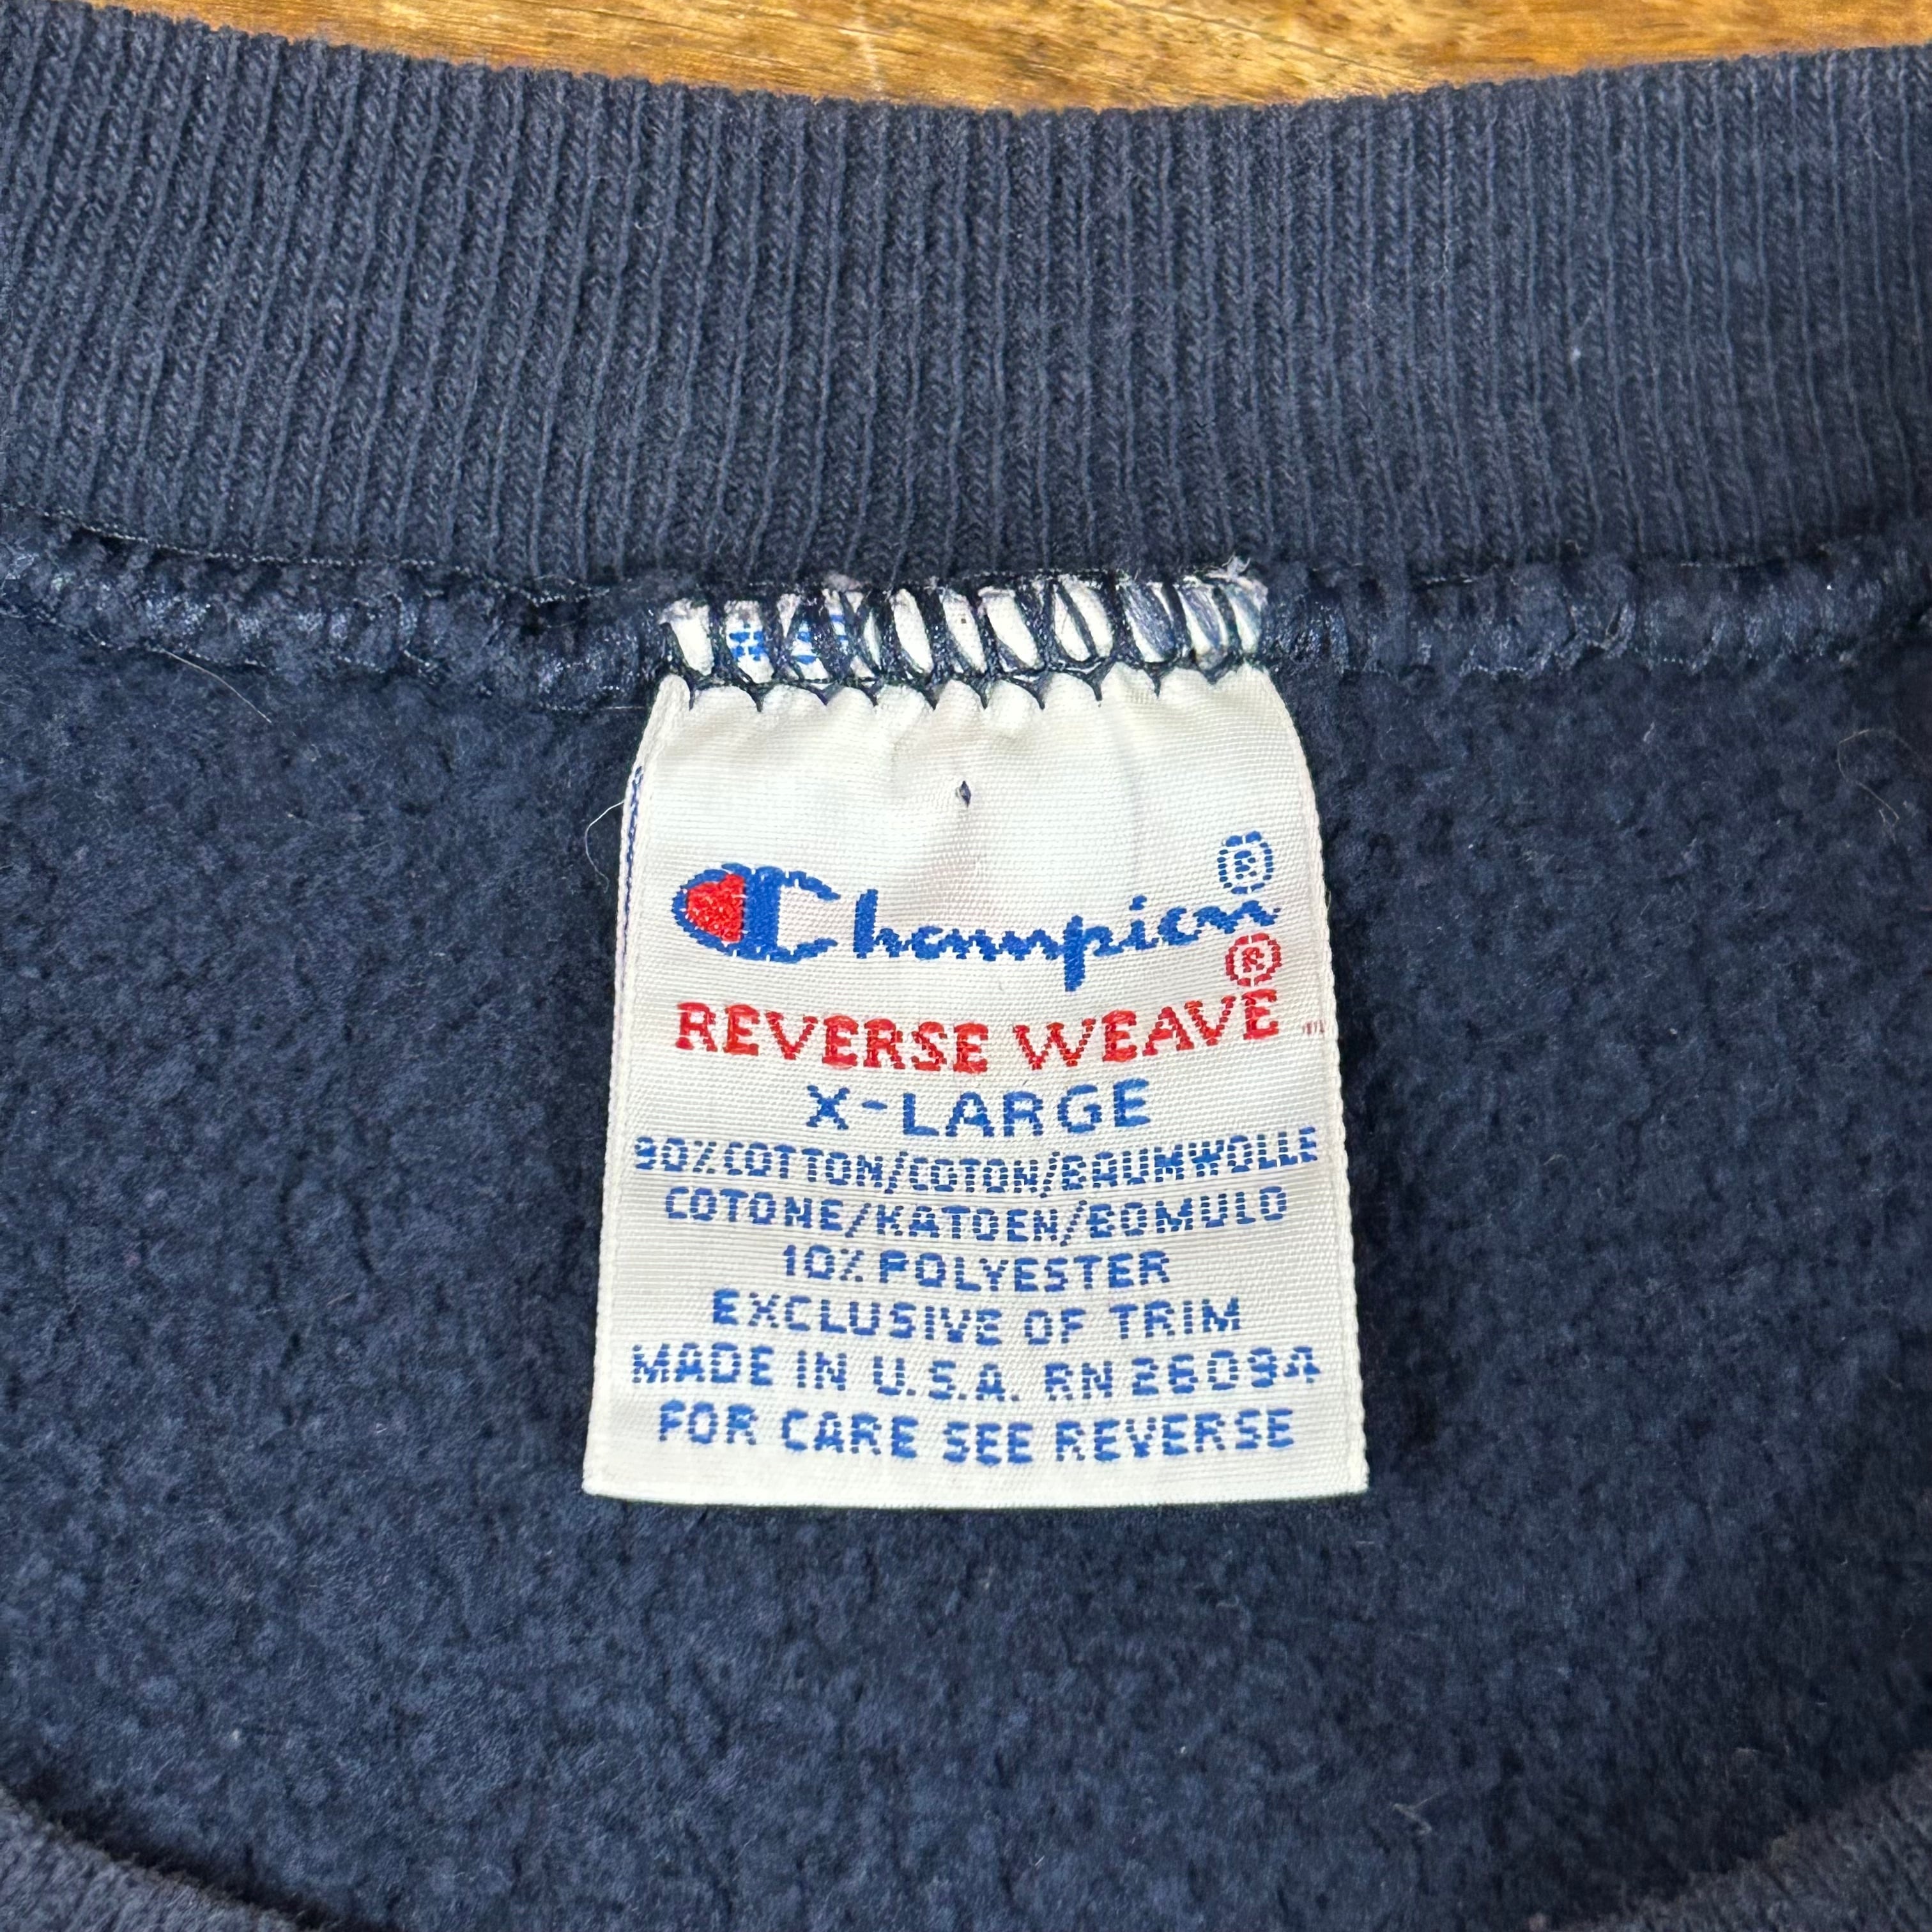 Champion®
REVERSE WEAVE®
X-LARGE
90% COTTON/COTON/BAUMWOLLE
COTONE/KATOEN/BOMULD
10% POLYESTER
EXCLUSIVE OF TRIM
MADE IN U.S.A. RN 26094
FOR CARE SEE REVERSE